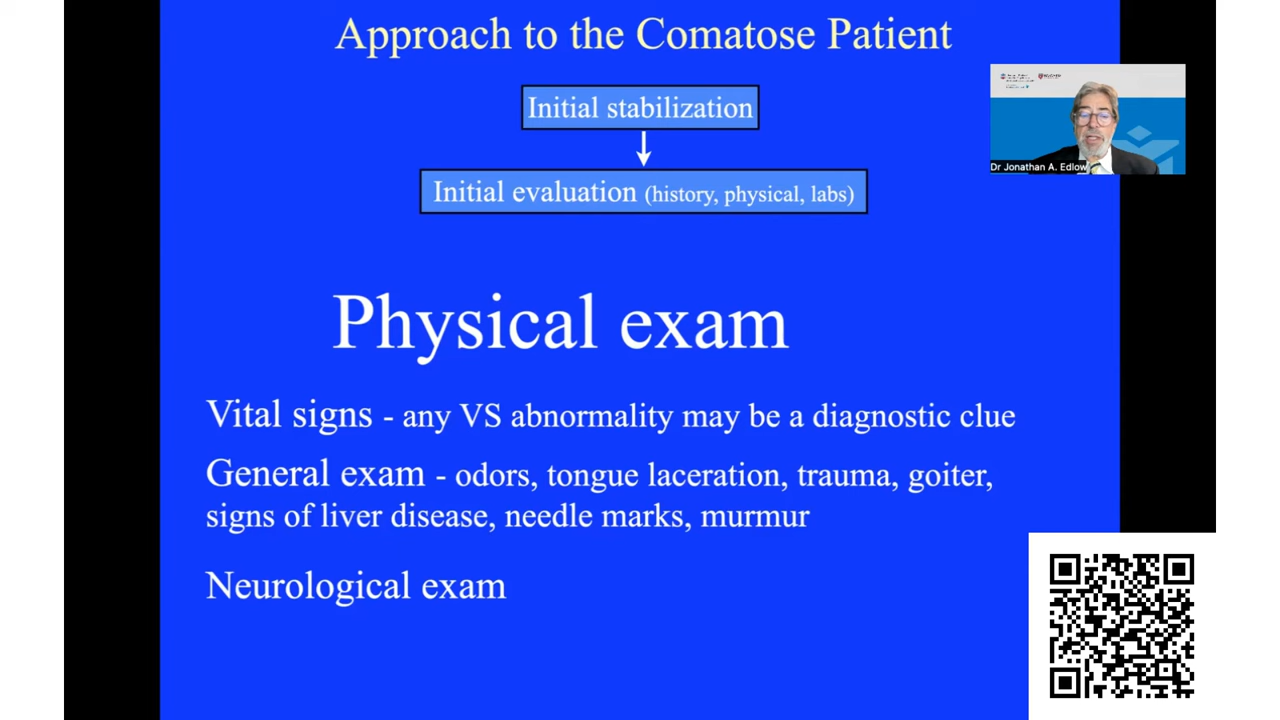 Approach to the Comatose Patient
Initial stabilization
Initial evaluation (history, physical, labs)
Dr Jonathan A. Edlow
Physical exam
Vital signs - any VS abnormality may be a diagnostic clue
General exam - odors, tongue laceration, trauma, goiter,
signs of liver disease, needle marks, murmur
Neurological exam